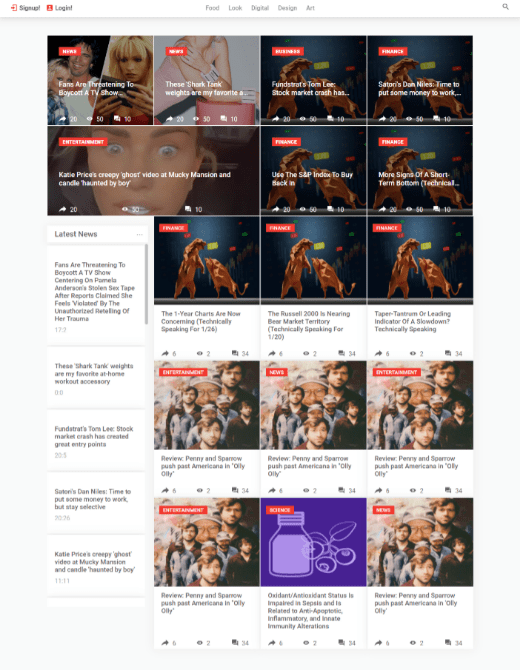 Signup! Login! Food Look Digital Design Art
NEWS
Fans Are Threatening To
Boycott A TV Show...
20 50 10
NEWS
These 'Shark Tank'
weights are my favorite a...
20 50 10
BUSINESS
Fundstrat's Tom Lee:
Stock market crash has...
20 50 10
FINANCE
Satori's Dan Niles: Time to
put some money to work,...
20 50 10
ENTERTAINMENT
Katie Price's creepy 'ghost' video at Mucky Mansion and
candle 'haunted by boy'
20 30 10
FINANCE
Use The S&P Index To Buy
Back In
20 50 10
FINANCE
More Signs Of A Short-
Term Bottom (Technicall...
20 50 10
Latest News ...
Fans Are Threatening To
Boycott A TV Show
Centering On Pamela
Anderson's Stolen Sex Tape
After Reports Claimed She
Feels 'Violated' By The
Unauthorized Retelling Of
Her Trauma
17:2
These 'Shark Tank' weights
are my favorite at-home
workout accessory
0:8
Fundstrat's Tom Lee: Stock
market crash has created
great entry points
20:5
Satori's Dan Niles: Time to
put some money to work,
but stay selective
20:26
Katie Price's creepy 'ghost'
video at Mucky Mansion
and candle 'haunted by boy'
11:11
FINANCE
The 1-Year Charts Are Now
Concerning (Technically
Speaking For 1/26)
6 2 34
FINANCE
The Russell 2000 Is Nearing
Bear Market Territory
(Technically Speaking For
1/20)
6 2 34
FINANCE
Taper-Tantrum Or Leading
Indicator Of A Slowdown?
Technically Speaking
6 2 34
ENTERTAINMENT
Review: Penny and Sparrow
push past Americana in 'Olly
Olly'
6 2 34
NEWS
Review: Penny and Sparrow
push past Americana in 'Olly
Olly'
6 2 34
ENTERTAINMENT
Review: Penny and Sparrow
push past Americana in 'Olly
Olly'
6 2 34
ENTERTAINMENT
Review: Penny and Sparrow
push past Americana in 'Olly
Olly'
6 2 34
SCIENCE
Oxidant/Antioxidant Status Is
Impaired in Sepsis and Is
Related to Anti-Apoptotic,
Inflammatory, and Innate
Immunity Alterations
6 2 34
NEWS
Review: Penny and Sparrow
push past Americana in 'Olly
Olly'
6 2 34